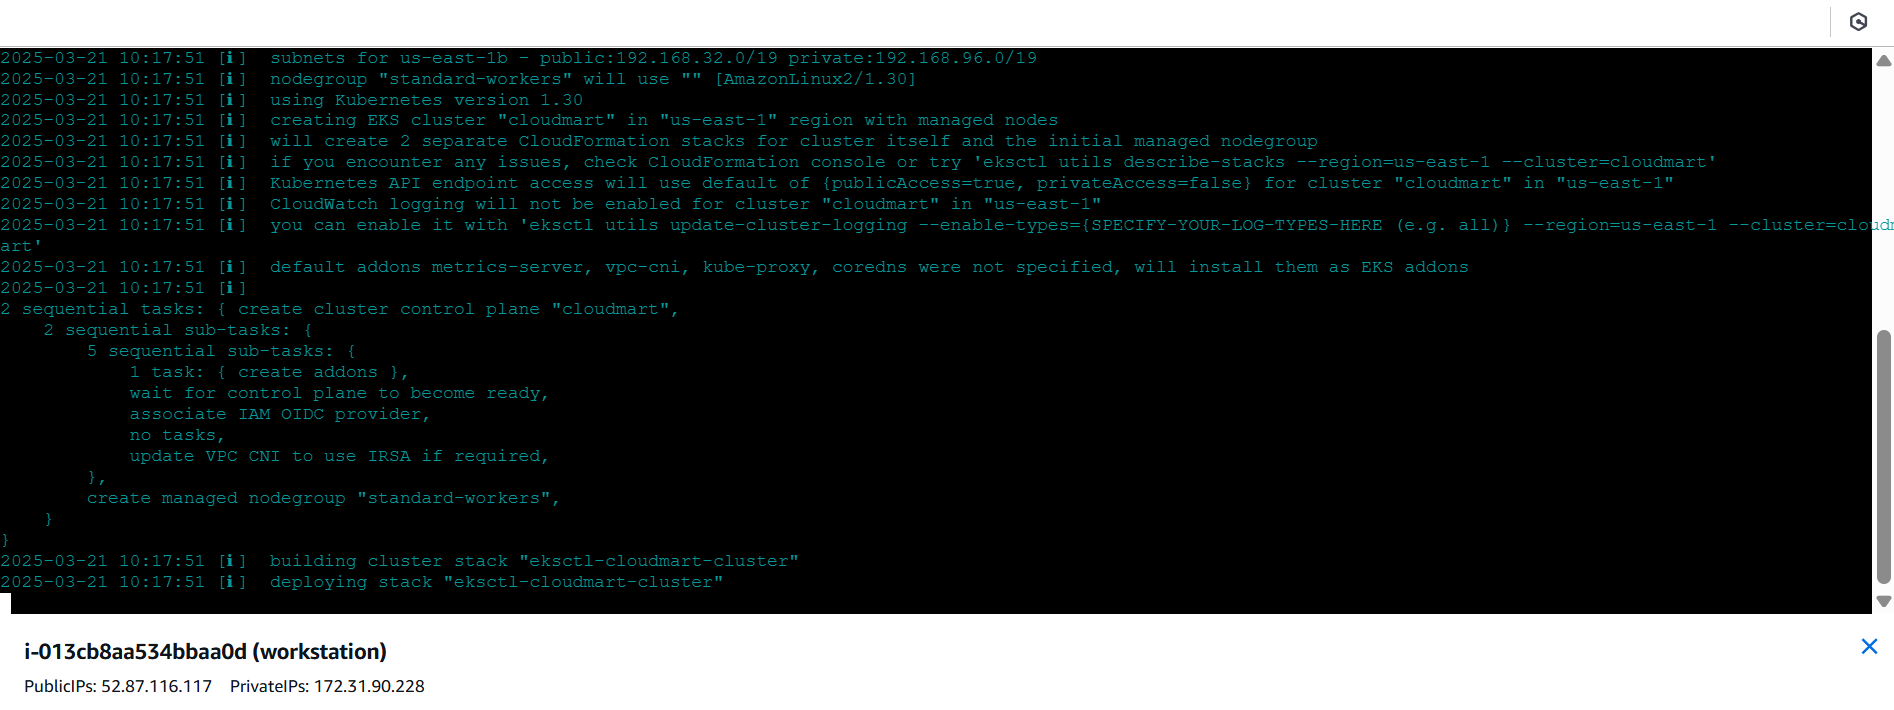 2025-03-21 10:17:51 [ℹ]  subnets for us-east-1b - public:192.168.32.0/19 private:192.168.96.0/19
2025-03-21 10:17:51 [ℹ]  nodegroup "standard-workers" will use "" [AmazonLinux2/1.30]
2025-03-21 10:17:51 [ℹ]  using Kubernetes version 1.30
2025-03-21 10:17:51 [ℹ]  creating EKS cluster "cloudmart" in "us-east-1" region with managed nodes
2025-03-21 10:17:51 [ℹ]  will create 2 separate CloudFormation stacks for cluster itself and the initial managed nodegroup
2025-03-21 10:17:51 [ℹ]  if you encounter any issues, check CloudFormation console or try 'eksctl utils describe-stacks --region=us-east-1 --cluster=cloudmart'
2025-03-21 10:17:51 [ℹ]  Kubernetes API endpoint access will use default of {publicAccess=true, privateAccess=false} for cluster "cloudmart" in "us-east-1"
2025-03-21 10:17:51 [ℹ]  CloudWatch logging will not be enabled for cluster "cloudmart" in "us-east-1"
2025-03-21 10:17:51 [ℹ]  you can enable it with 'eksctl utils update-cluster-logging --enable-types={SPECIFY-YOUR-LOG-TYPES-HERE (e.g. all)} --region=us-east-1 --cluster=cloudm
art'
2025-03-21 10:17:51 [ℹ]  default addons metrics-server, vpc-cni, kube-proxy, coredns were not specified, will install them as EKS addons
2025-03-21 10:17:51 [ℹ]
2 sequential tasks: { create cluster control plane "cloudmart",
    2 sequential sub-tasks: {
        5 sequential sub-tasks: {
            1 task: { create addons },
            wait for control plane to become ready,
            associate IAM OIDC provider,
            no tasks,
            update VPC CNI to use IRSA if required,
        },
        create managed nodegroup "standard-workers",
    }
}
2025-03-21 10:17:51 [ℹ]  building cluster stack "eksctl-cloudmart-cluster"
2025-03-21 10:17:51 [ℹ]  deploying stack "eksctl-cloudmart-cluster"
i-013cb8aa534bbaa0d (workstation)
PublicIPs: 52.87.116.117    PrivateIPs: 172.31.90.228